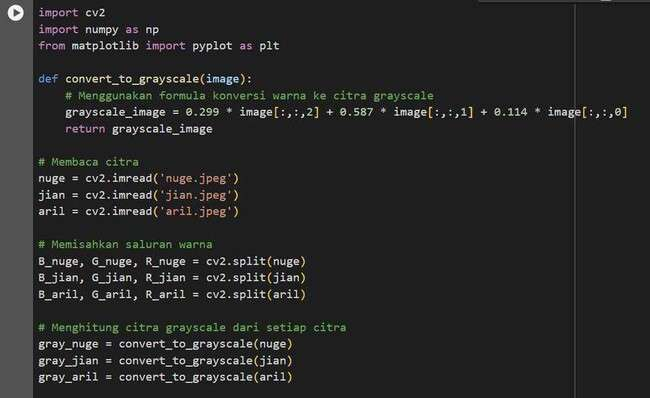 import cv2
import numpy as np
from matplotlib import pyplot as plt
def convert_to_grayscale(image):
# Menggunakan formula konversi warna ke citra grayscale
grayscale_image = 0.299 * image[:,:,2] + 0.587 * image[:,:,1] + 0.114 * image[:,:,0]
return grayscale_image
# Membaca citra
nuge = cv2.imread('nuge.jpeg')
jian = cv2.imread('jian.jpeg')
aril = cv2.imread('aril.jpeg')
# Memisahkan saluran warna
B_nuge, G_nuge, R_nuge = cv2.split(nuge)
B_jian, G_jian, R_jian = cv2.split(jian)
B_aril, G_aril, R_aril = cv2.split(aril)
# Menghitung citra grayscale dari setiap citra
gray_nuge = convert_to_grayscale(nuge)
gray_jian = convert_to_grayscale(jian)
gray_aril = convert_to_grayscale(aril)